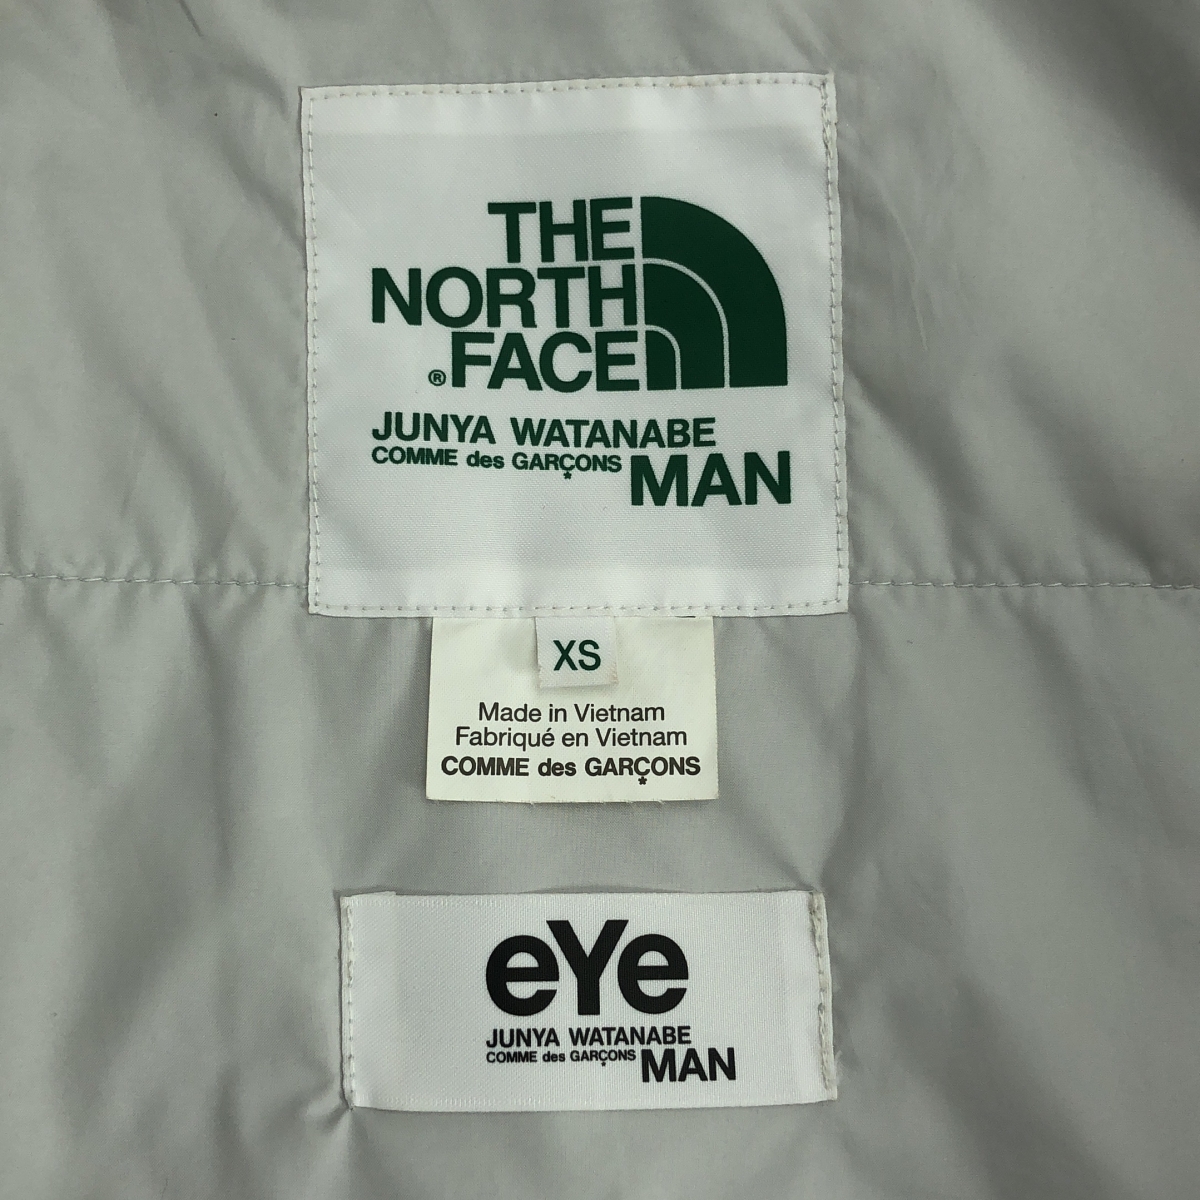 THE
NORTH
® FACE
JUNYA WATANABE
COMME des GARÇONS MAN
XS
Made in Vietnam
Fabriqué en Vietnam
COMME des GARÇONS
eYe
JUNYA WATANABE
COMME des GARÇONS MAN